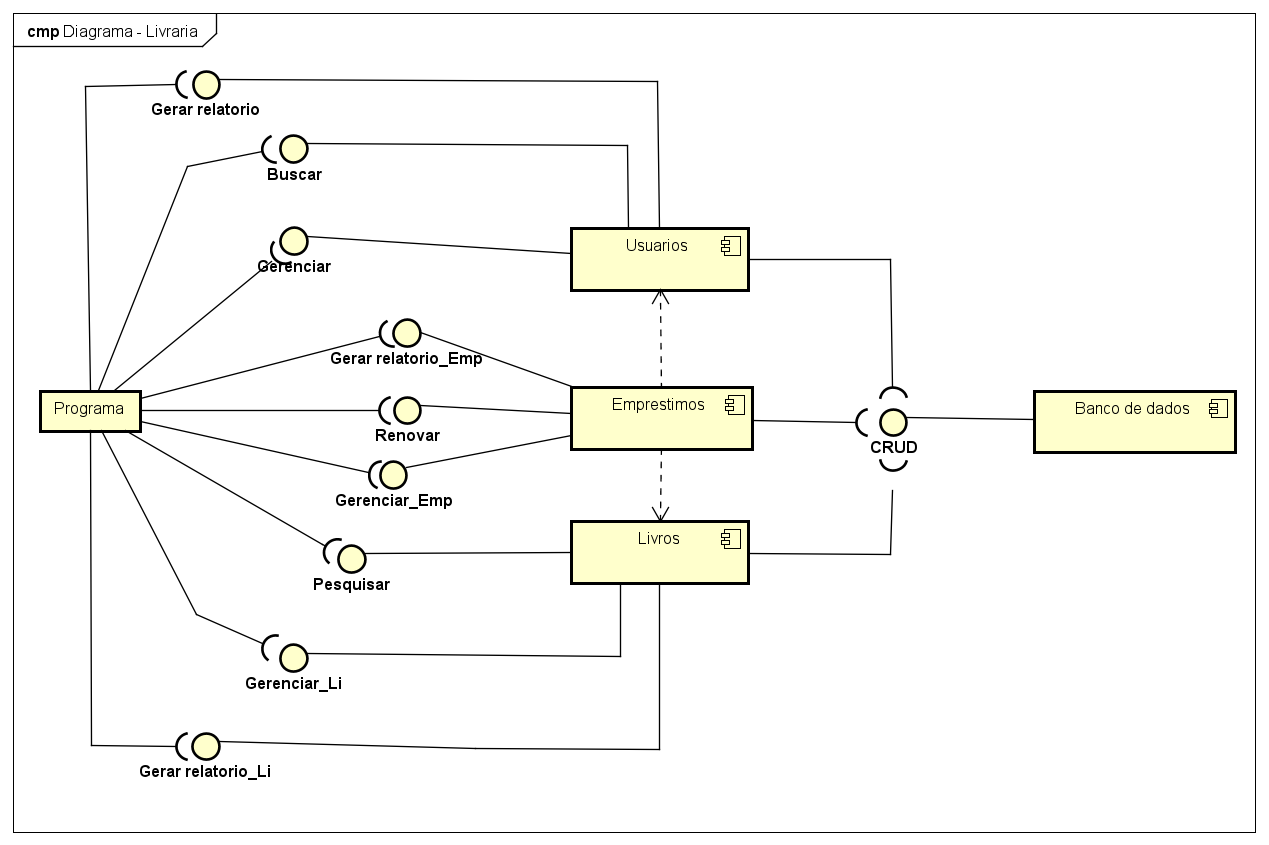 cmp Diagrama - Livraria
Gerar relatorio
Buscar
Usuarios
Gerenciar
Gerar relatorio_Emp
Programa
Emprestimos
Banco de dados
Renovar
CRUD
Gerenciar_Emp
Livros
Pesquisar
Gerenciar_Li
Gerar relatorio_Li